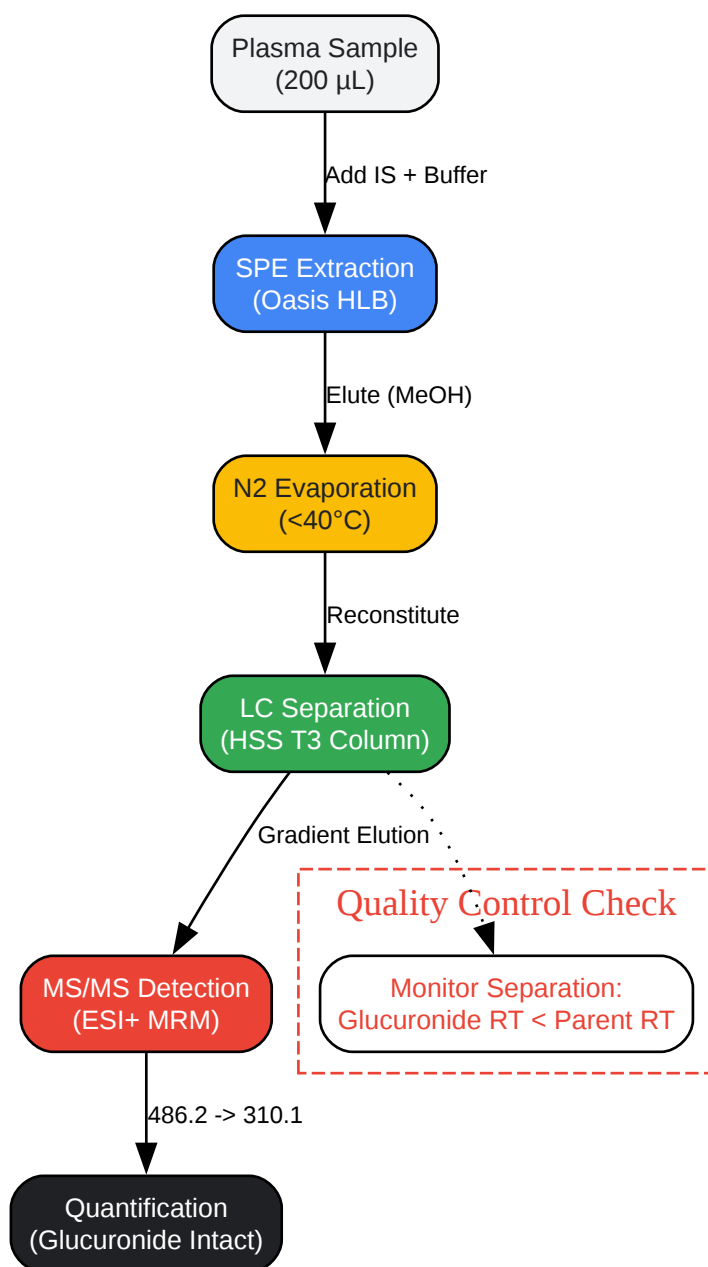 Plasma Sample
(200 µL)
Add IS + Buffer
SPE Extraction
(Oasis HLB)
Elute (MeOH)
N2 Evaporation
(<40°C)
Reconstitute
LC Separation
(HSS T3 Column)
Gradient Elution
Quality Control Check
MS/MS Detection
(ESI+ MRM)
Monitor Separation:
Glucuronide RT < Parent RT
486.2 -> 310.1
Quantification
(Glucuronide Intact)